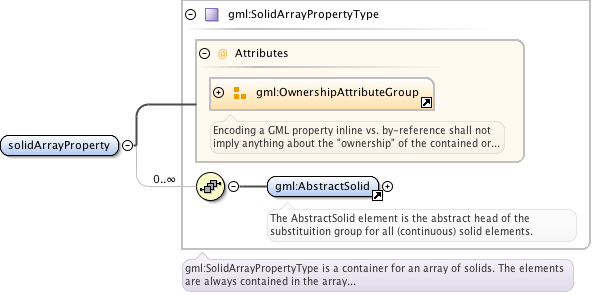 gml:SolidArrayPropertyType
@ Attributes
gml:OwnershipAttributeGroup
Encoding a GML property inline vs. by-reference shall not
imply anything about the "ownership" of the contained or...
solidArrayProperty
0..∞
gml:AbstractSolid
The AbstractSolid element is the abstract head of the
substituition group for all (continuous) solid elements.
gml:SolidArrayPropertyType is a container for an array of solids. The elements
are always contained in the array...